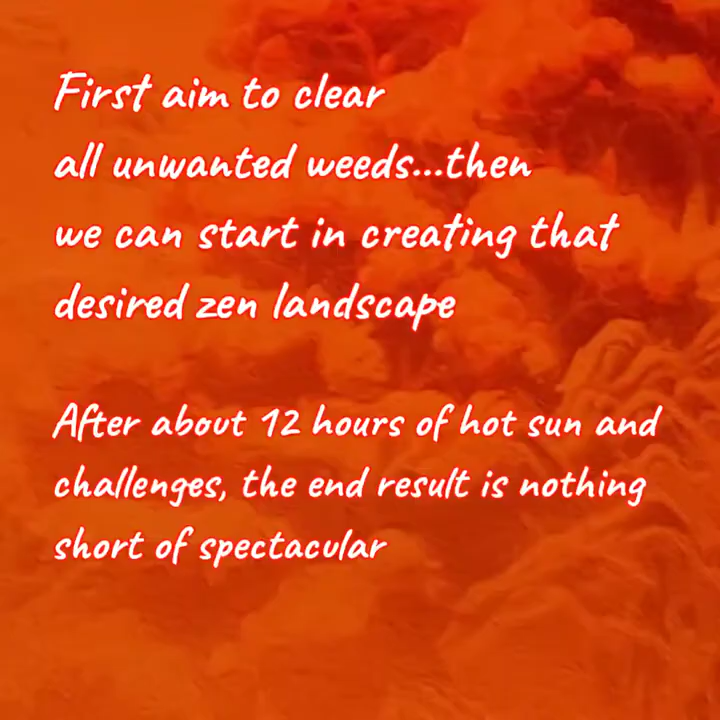 First aim to clear
all unwanted weeds...then
we can start in creating that
desired zen landscape
After about 12 hours of hot sun and
challenges, the end result is nothing
short of spectacular